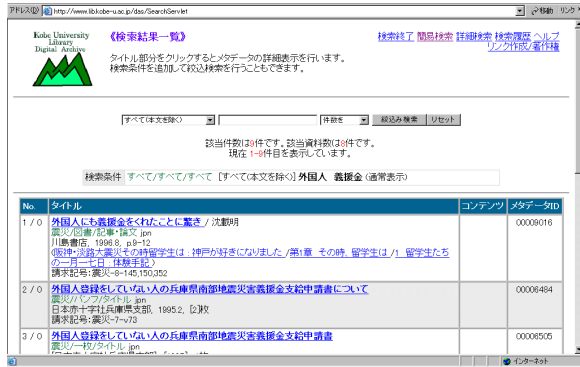 アドレス(D) http://www.lib.kobe-u.ac.jp/das/SearchServlet 移動 リンク
Kobe University
Library
Digital Archive
《検索結果一覧》
検索終了 簡易検索 詳細検索 検索履歴 ヘルプ
リンク作成/著作権
タイトル部分をクリックするとメタデータの詳細表示を行います。
検索条件を追加して絞込検索を行うこともできます。
すべて(本文を除く) 件数を 絞込み検索 リセット
該当件数は9件です。該当資料数は8件です。
現在 1-9件目を表示しています。
検索条件 すべて/すべて/すべて [すべて(本文を除く)] 外国人 義援金 (通常表示)
No. タイトル コンテンツ メタデータID
1 / 0 外国人にも義援金をくれたことに驚き / 沈戴明 00009016
震災/図書/記事・論文 jpn
川島書店, 1996.8, p.9-12
(阪神・淡路大震災その時留学生は : 神戸が好きになりました /第1章 その時、留学生は /1 留学生たち
の一月一七日 : 体験手記 )
請求記号:震災-8-145,150,352
2 / 0 外国人登録をしていない人の兵庫県南部地震災害義援金支給申請書について 00006484
震災/パンフ/タイトル jpn
日本赤十字社兵庫県支部, 1995.2, [2]枚
請求記号:震災-7-v73
3 / 0 外国人登録をしていない人の兵庫県南部地震災害義援金支給申請書 00006505
震災/一枚/タイトル jpn
インターネット